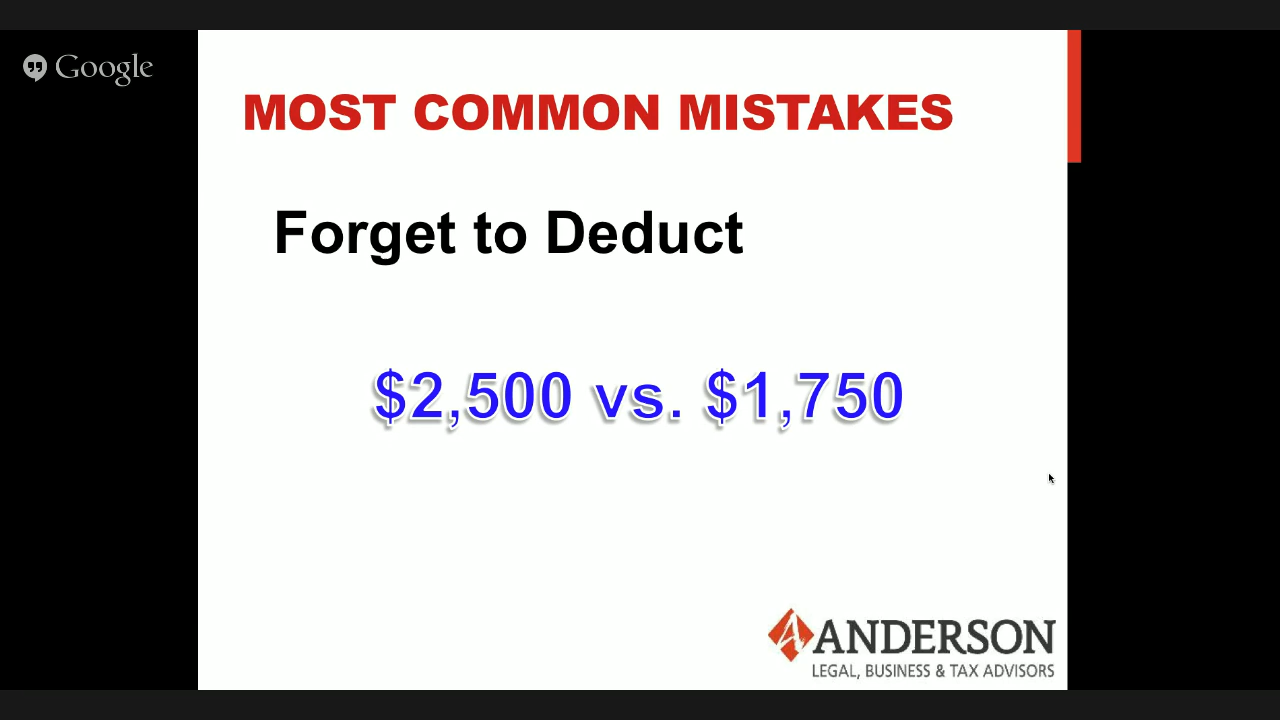 Google
MOST COMMON MISTAKES
Forget to Deduct
$2,500 vs. $1,750
ANDERSON
LEGAL, BUSINESS & TAX ADVISORS